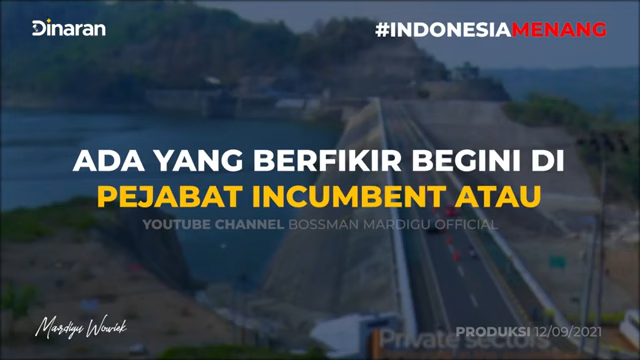 Dinaran
#INDONESIAMENANG
ADA YANG BERFIKIR BEGINI DI
PEJABAT INCUMBENT ATAU
YOUTUBE CHANNEL BOSSMAN MARDIGU OFFICIAL
Mardigu Wowiek
PRODUKSI 12/09/2021
Private sectors